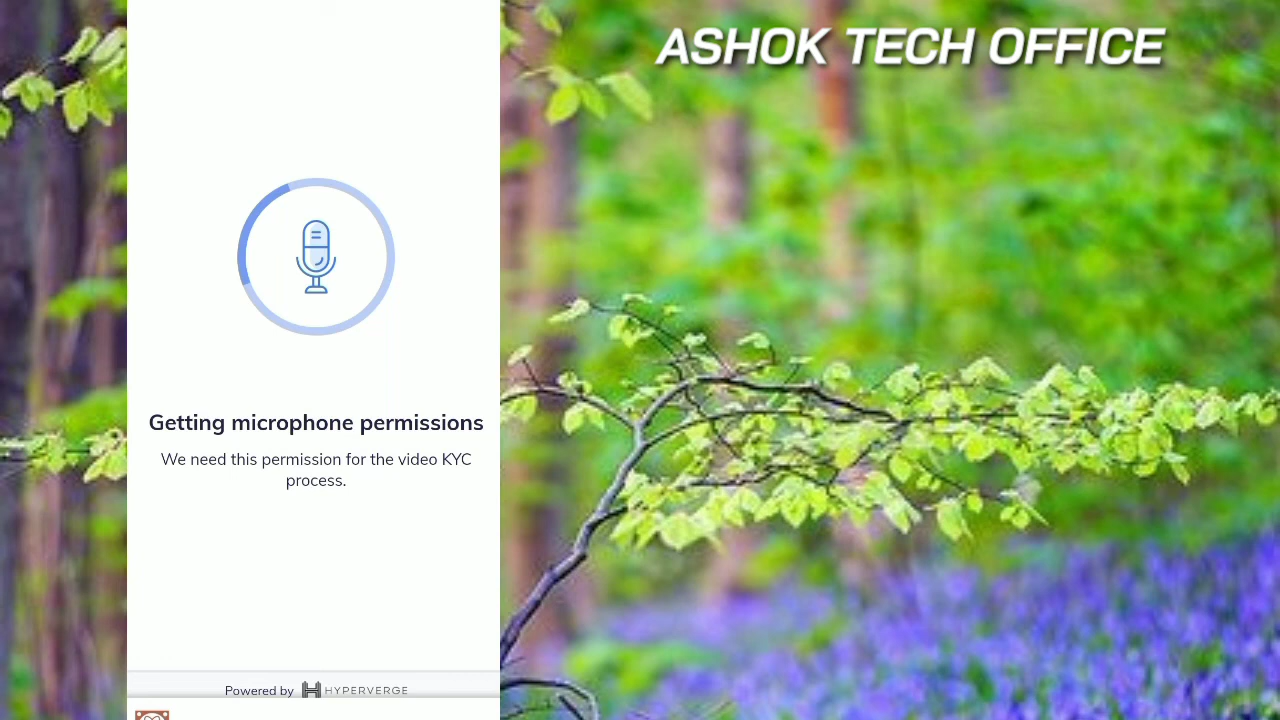 ASHOK TECH OFFICE
Getting microphone permissions
We need this permission for the video KYC
process.
Powered by HYPERVERGE